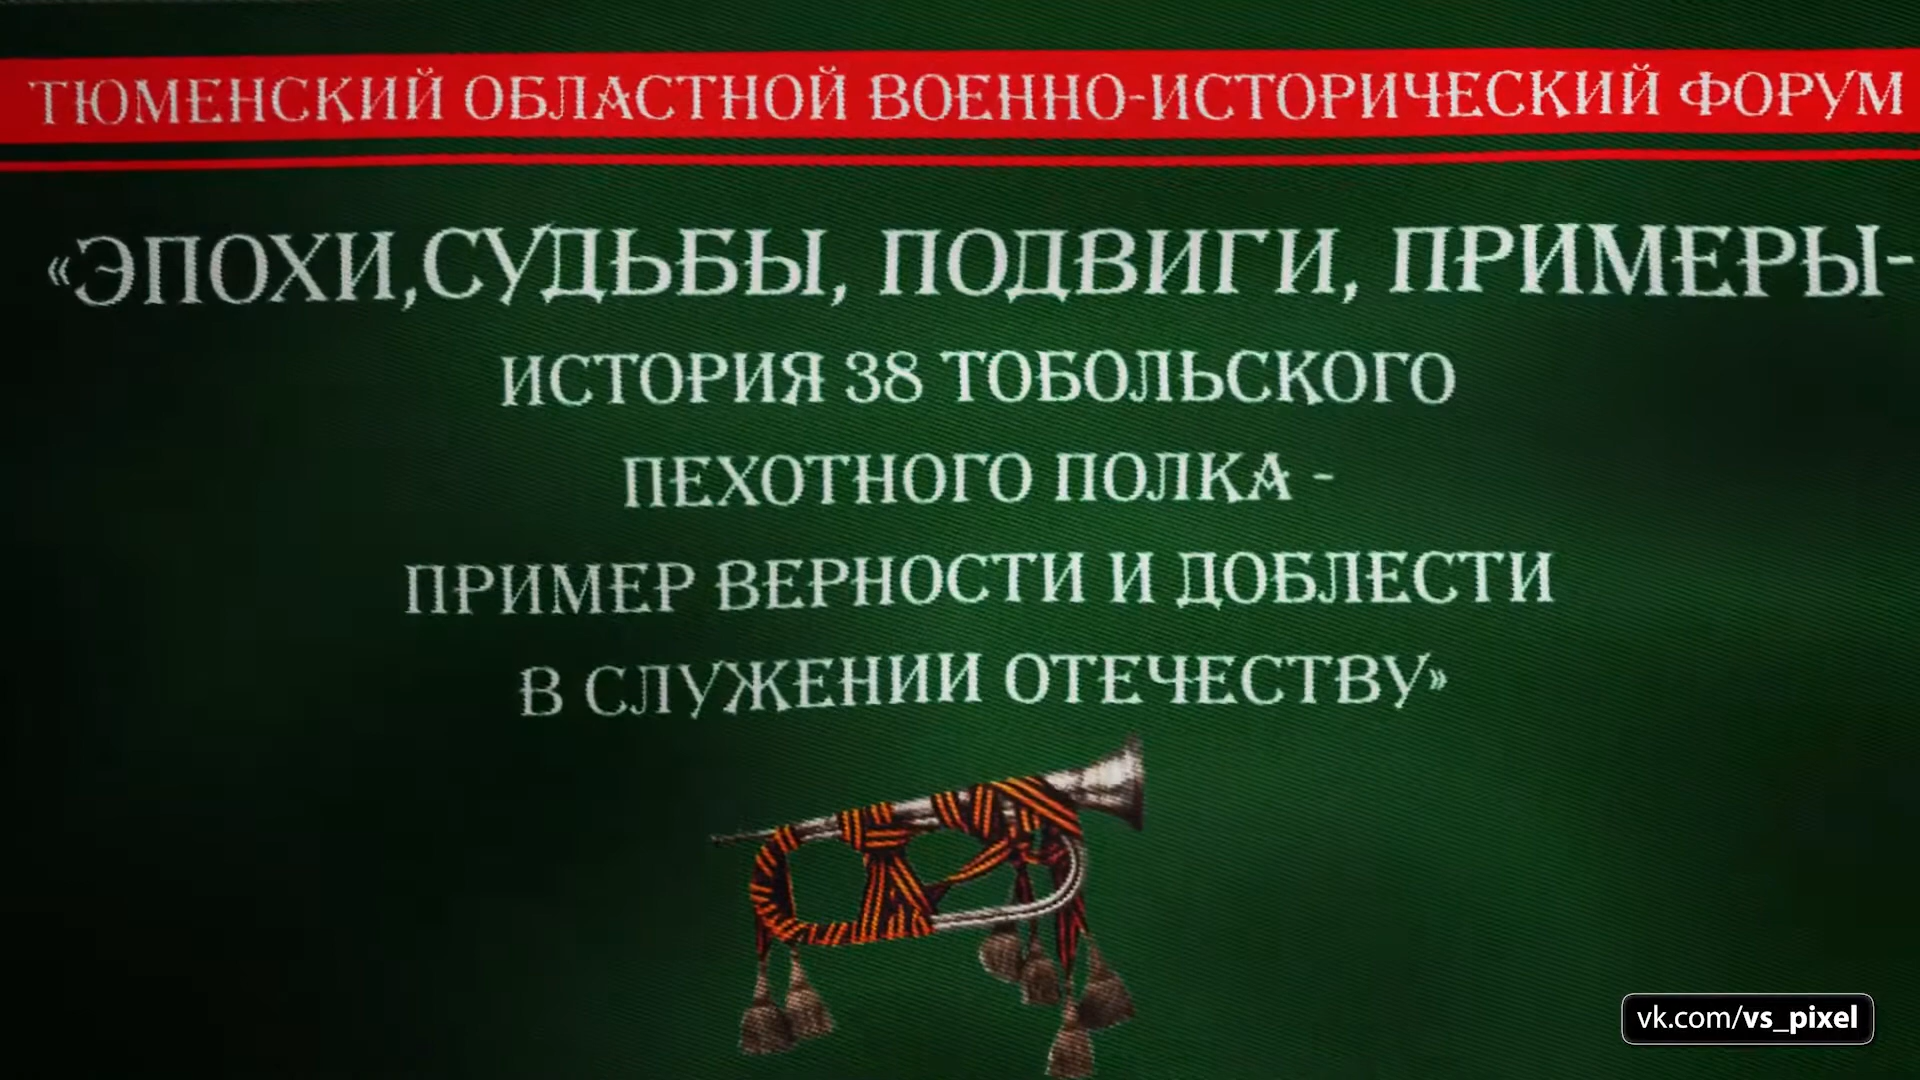 ТЮМЕНСКИЙ ОБЛАСТНОЙ ВОЕННО-ИСТОРИЧЕСКИЙ ФОРУМ
«ЭПОХИ,СУДЬБЫ, ПОДВИГИ, ПРИМЕРЫ-
ИСТОРИЯ 38 ТОБОЛЬСКОГО
ПЕХОТНОГО ПОЛКА -
ПРИМЕР ВЕРНОСТИ И ДОБЛЕСТИ
В СЛУЖЕНИИ ОТЕЧЕСТВУ»
vk.com/vs_pixel